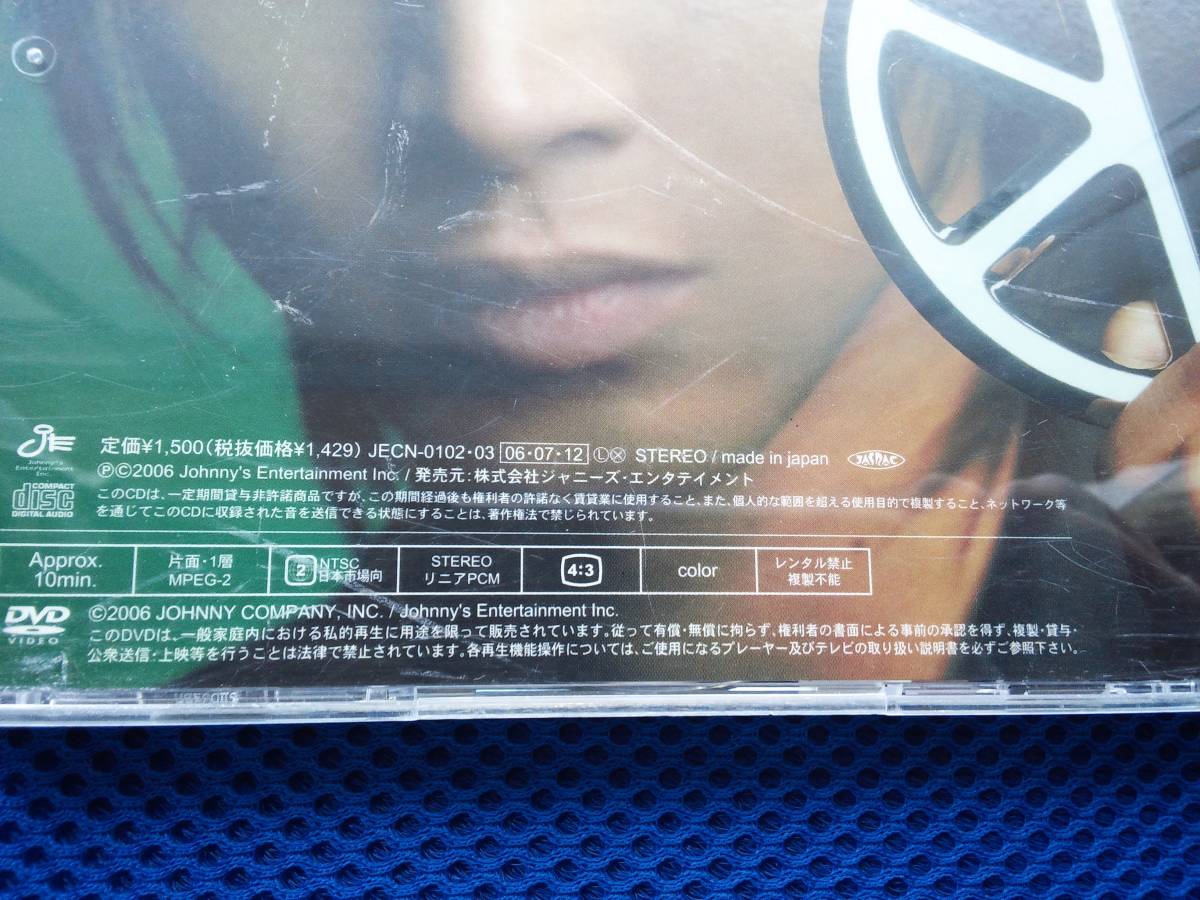 JE
Johnny's Entertainment Inc.
定価¥1,500(税抜価格¥1,429) JECN-0102・03 06・07・12 Ⓛⓧ STEREO / made in japan JASRAC
Ⓟ©2006 Johnny's Entertainment Inc. / 発売元:株式会社ジャニーズ・エンタテイメント
COMPACT disc DIGITAL AUDIO
このCDは、一定期間貸与非許諾商品ですが、この期間経過後も権利者の許諾なく賃貸業に使用すること、また、個人的な範囲を超える使用目的で複製すること、ネットワーク等
を通じてこのCDに収録された音を送信できる状態にすることは、著作権法で禁じられています。
Approx. 10min.
片面・1層 MPEG-2
2 NTSC 日本市場向
STEREO リニアPCM
4:3
color
レンタル禁止 複製不能
DVD VIDEO
©2006 JOHNNY COMPANY, INC. / Johnny's Entertainment Inc.
このDVDは、一般家庭内における私的再生に用途を限って販売されています。従って有償・無償に拘らず、権利者の書面による事前の承認を得ず、複製・貸与・
公衆送信・上映等を行うことは法律で禁止されています。各再生機能操作については、ご使用になるプレーヤー及びテレビの取り扱い説明書を必ずご参照下さい。